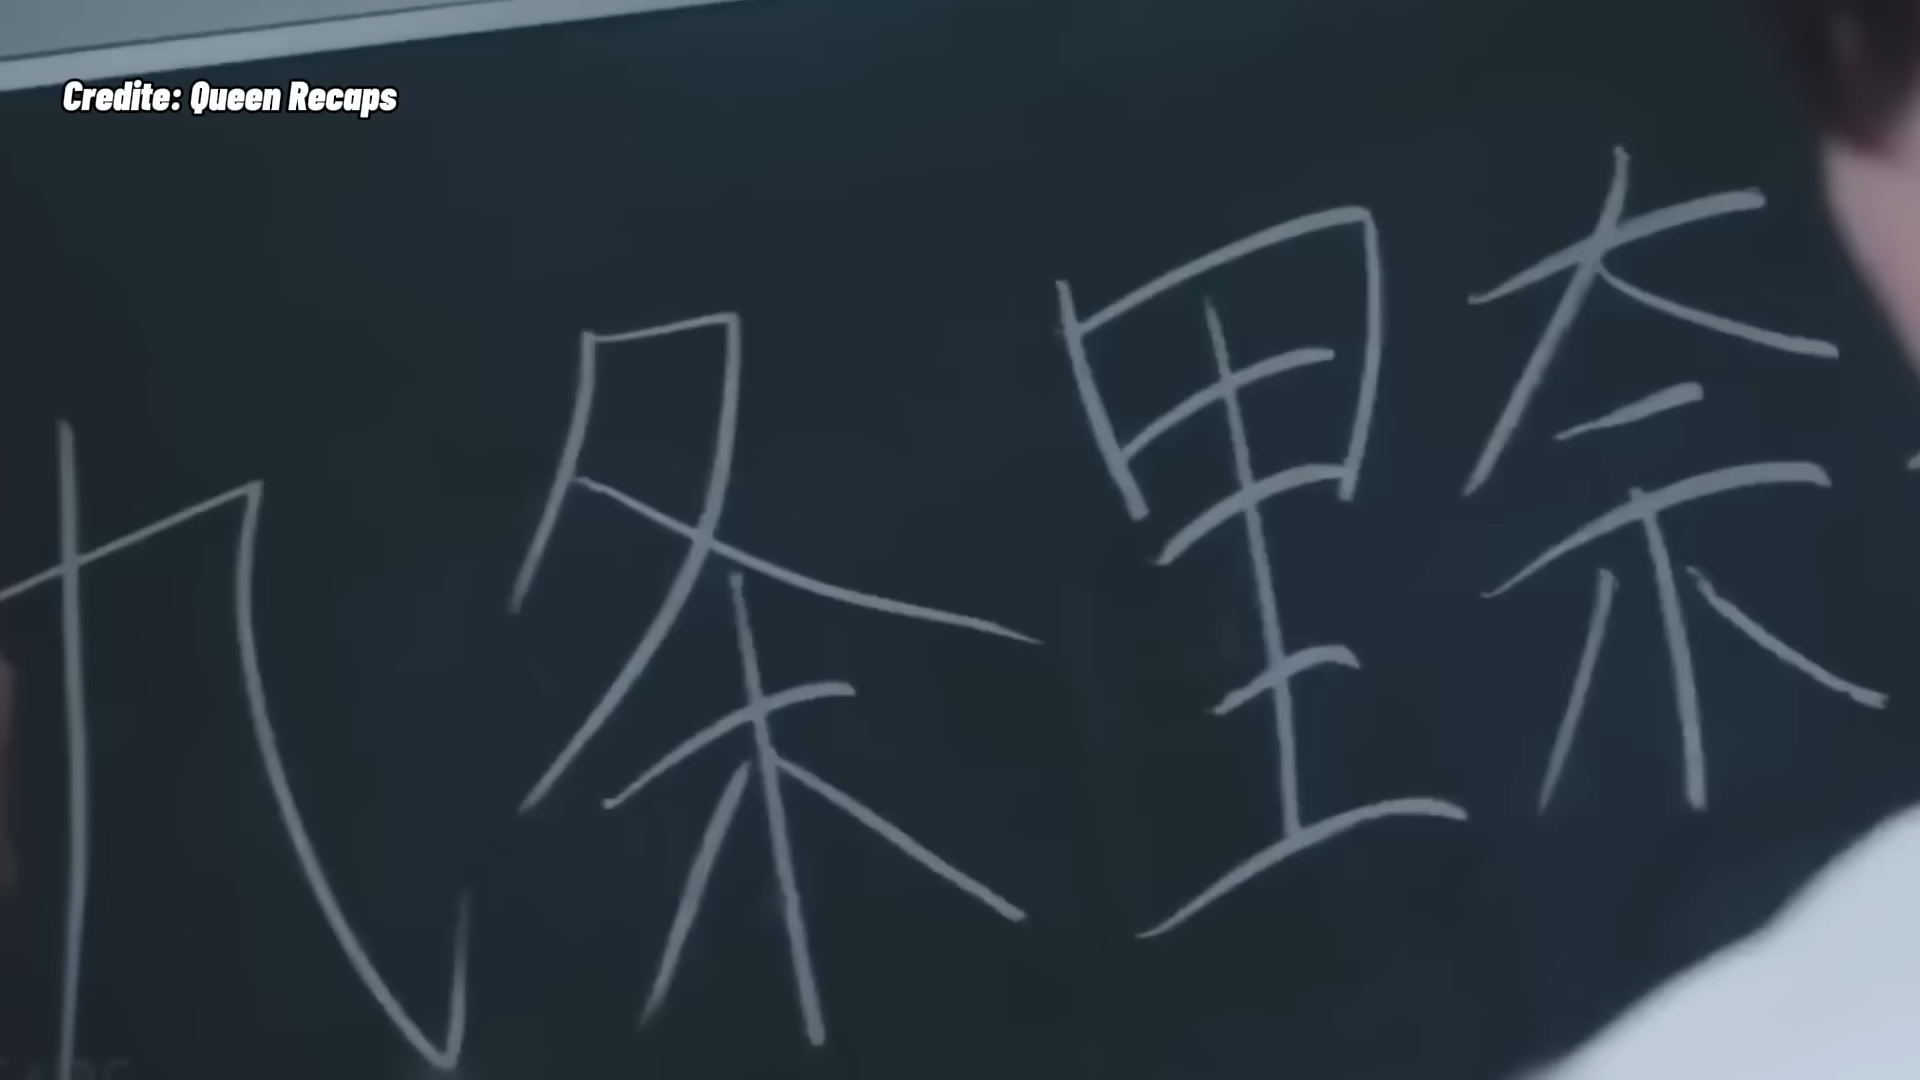 Credite: Queen Recaps
九条里奈